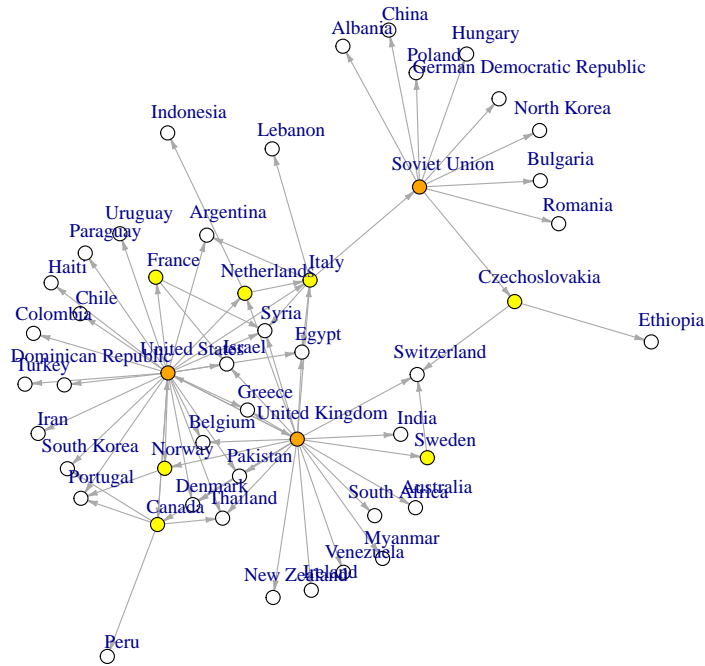 China
Albania
Hungary
Poland
German Democratic Republic
Indonesia
North Korea
Lebanon
Soviet Union
Bulgaria
Romania
Uruguay
Argentina
Paraguay
France
Italy
Haiti
Netherlands
Czechoslovakia
Chile
Colombia
Syria
Ethiopia
Egypt
United States
Israel
Dominican Republic
Switzerland
Turkey
Greece
United Kingdom
Iran
Belgium
India
South Korea
Norway
Pakistan
Sweden
Portugal
Denmark
South Africa
Australia
Canada
Thailand
Myanmar
Venezuela
New Zealand
Ireland
Peru